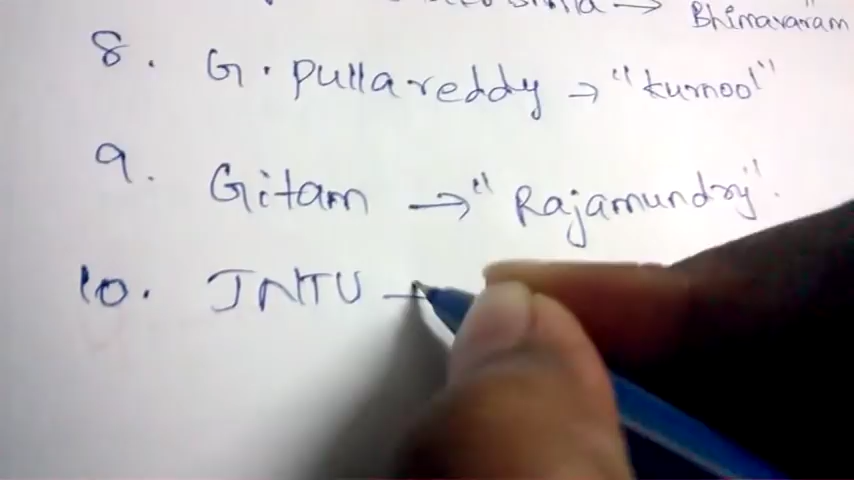 → Bhimavaram
8. G. Pullareddy → "kurnool"
9. Gitam → "Rajamundry".
10. JNTU -